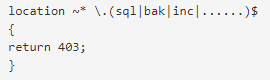 location ~* \.(sql|bak|inc|......)$
{
return 403;
}